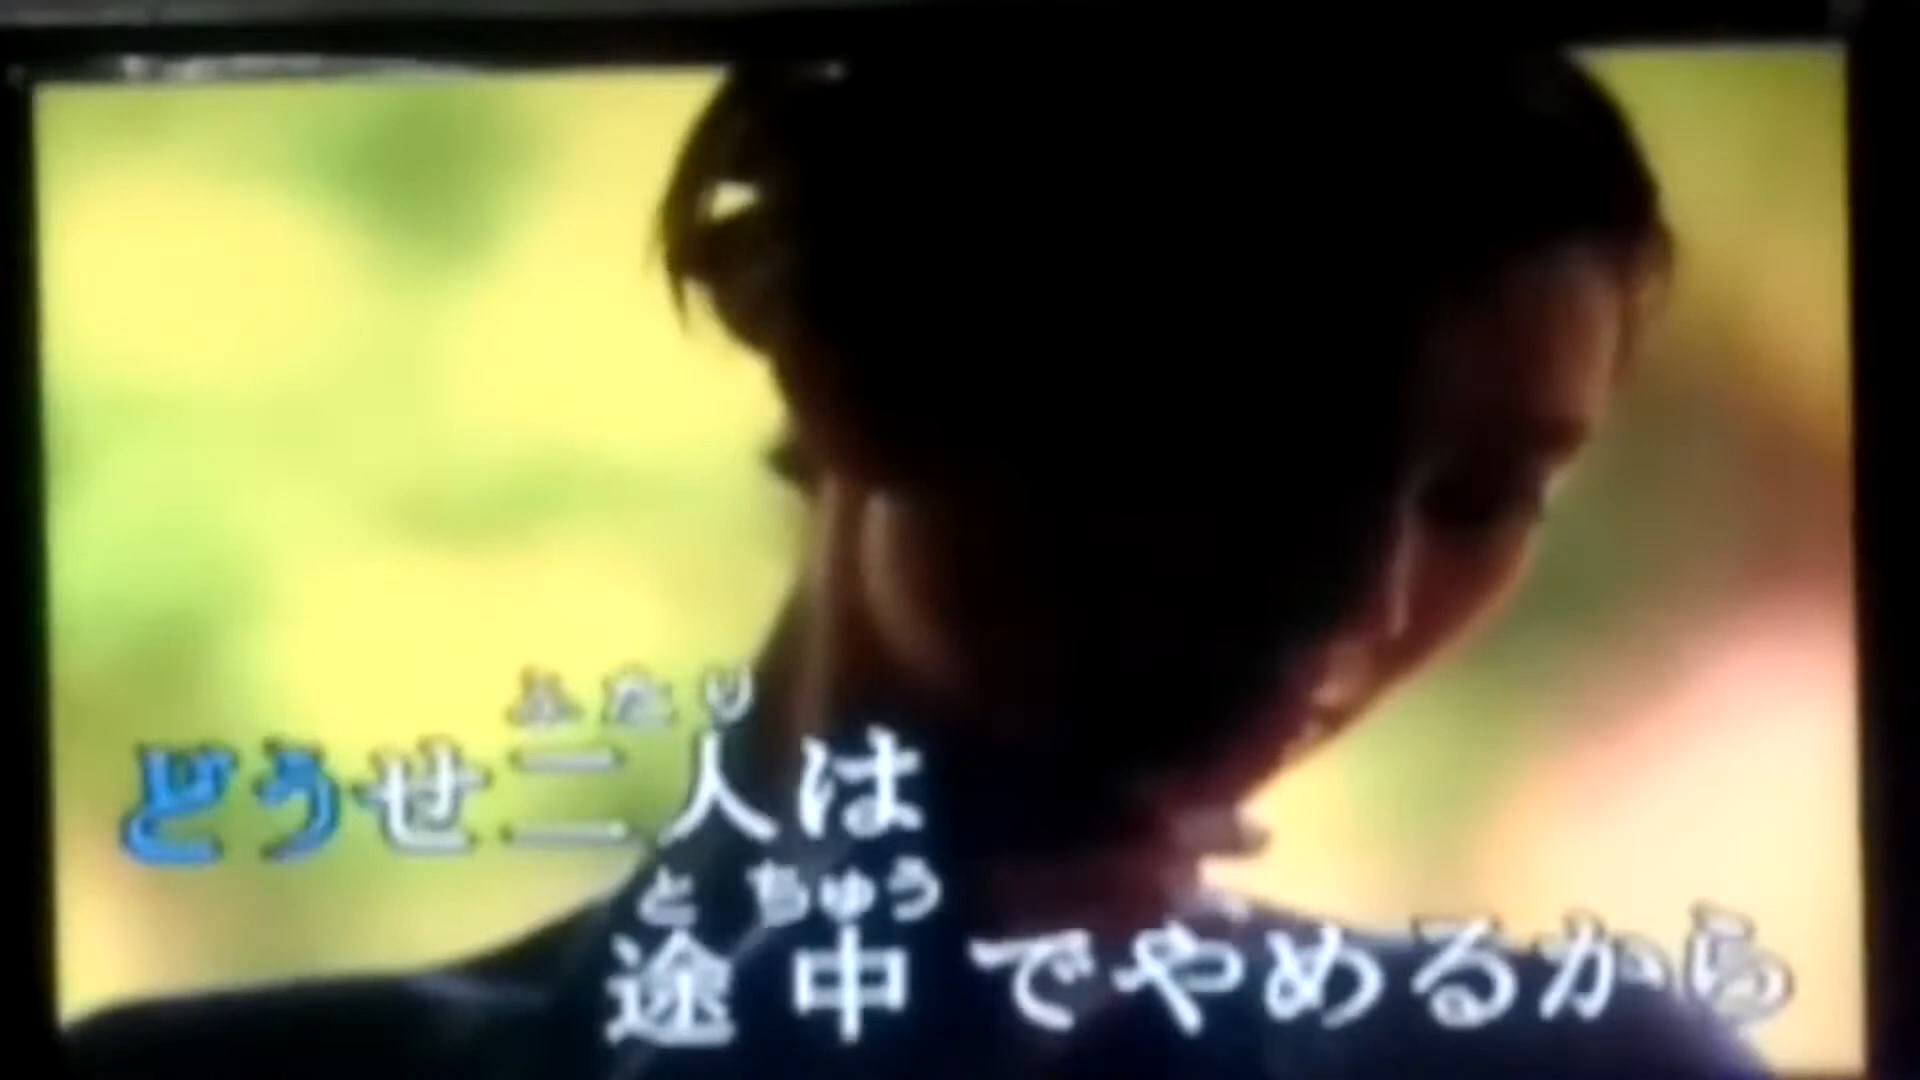 ふたり
どうせ二人は
とちゅう
途中でやめるから